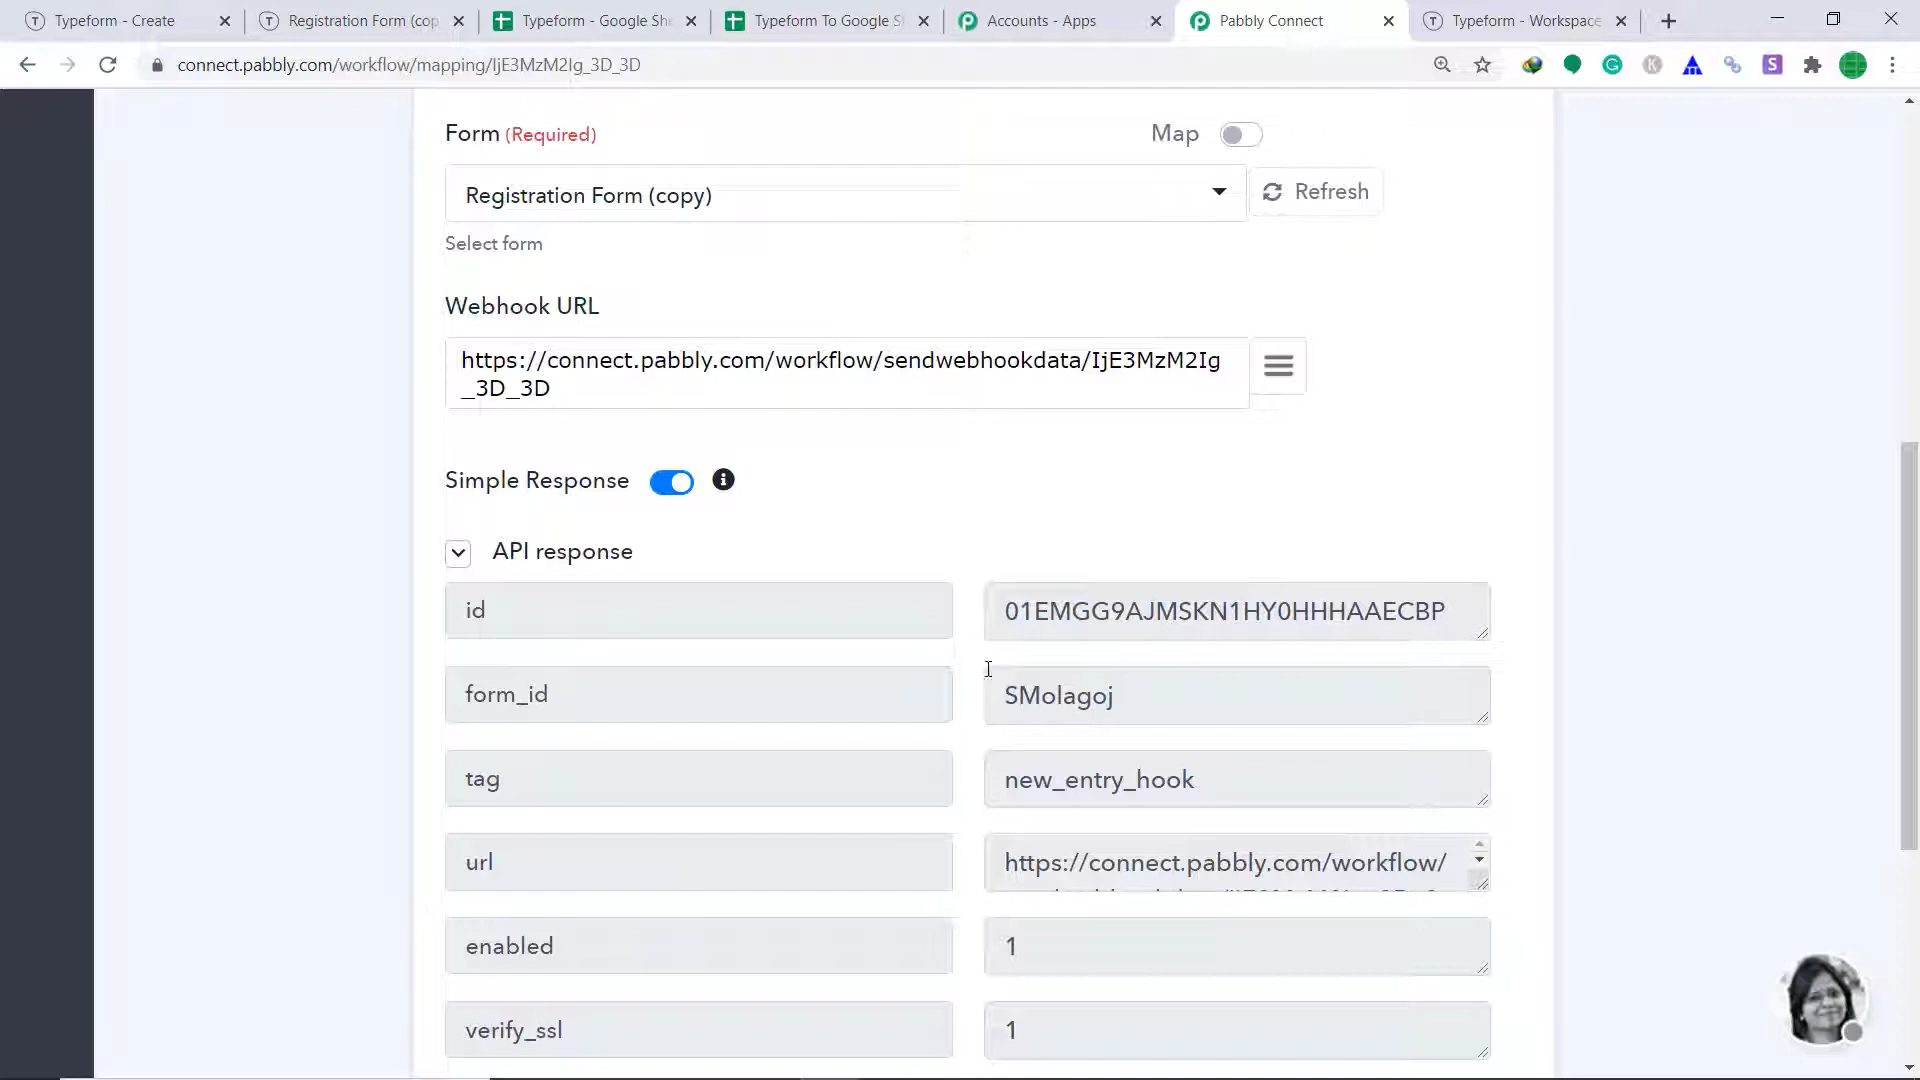 Typeform - Create
Registration Form (cop
Typeform - Google She
Typeform To Google S
Accounts - Apps
Pabbly Connect
Typeform - Workspace
connect.pabbly.com/workflow/mapping/IjE3MzM2Ig_3D_3D
Form (Required)
Map
Registration Form (copy)
Refresh
Select form
Webhook URL
https://connect.pabbly.com/workflow/sendwebhookdata/IjE3MzM2Ig
_3D_3D
Simple Response
API response
id
01EMGG9AJMSKN1HY0HHHAAECBP
form_id
SMolagoj
tag
new_entry_hook
url
https://connect.pabbly.com/workflow/
enabled
1
verify_ssl
1